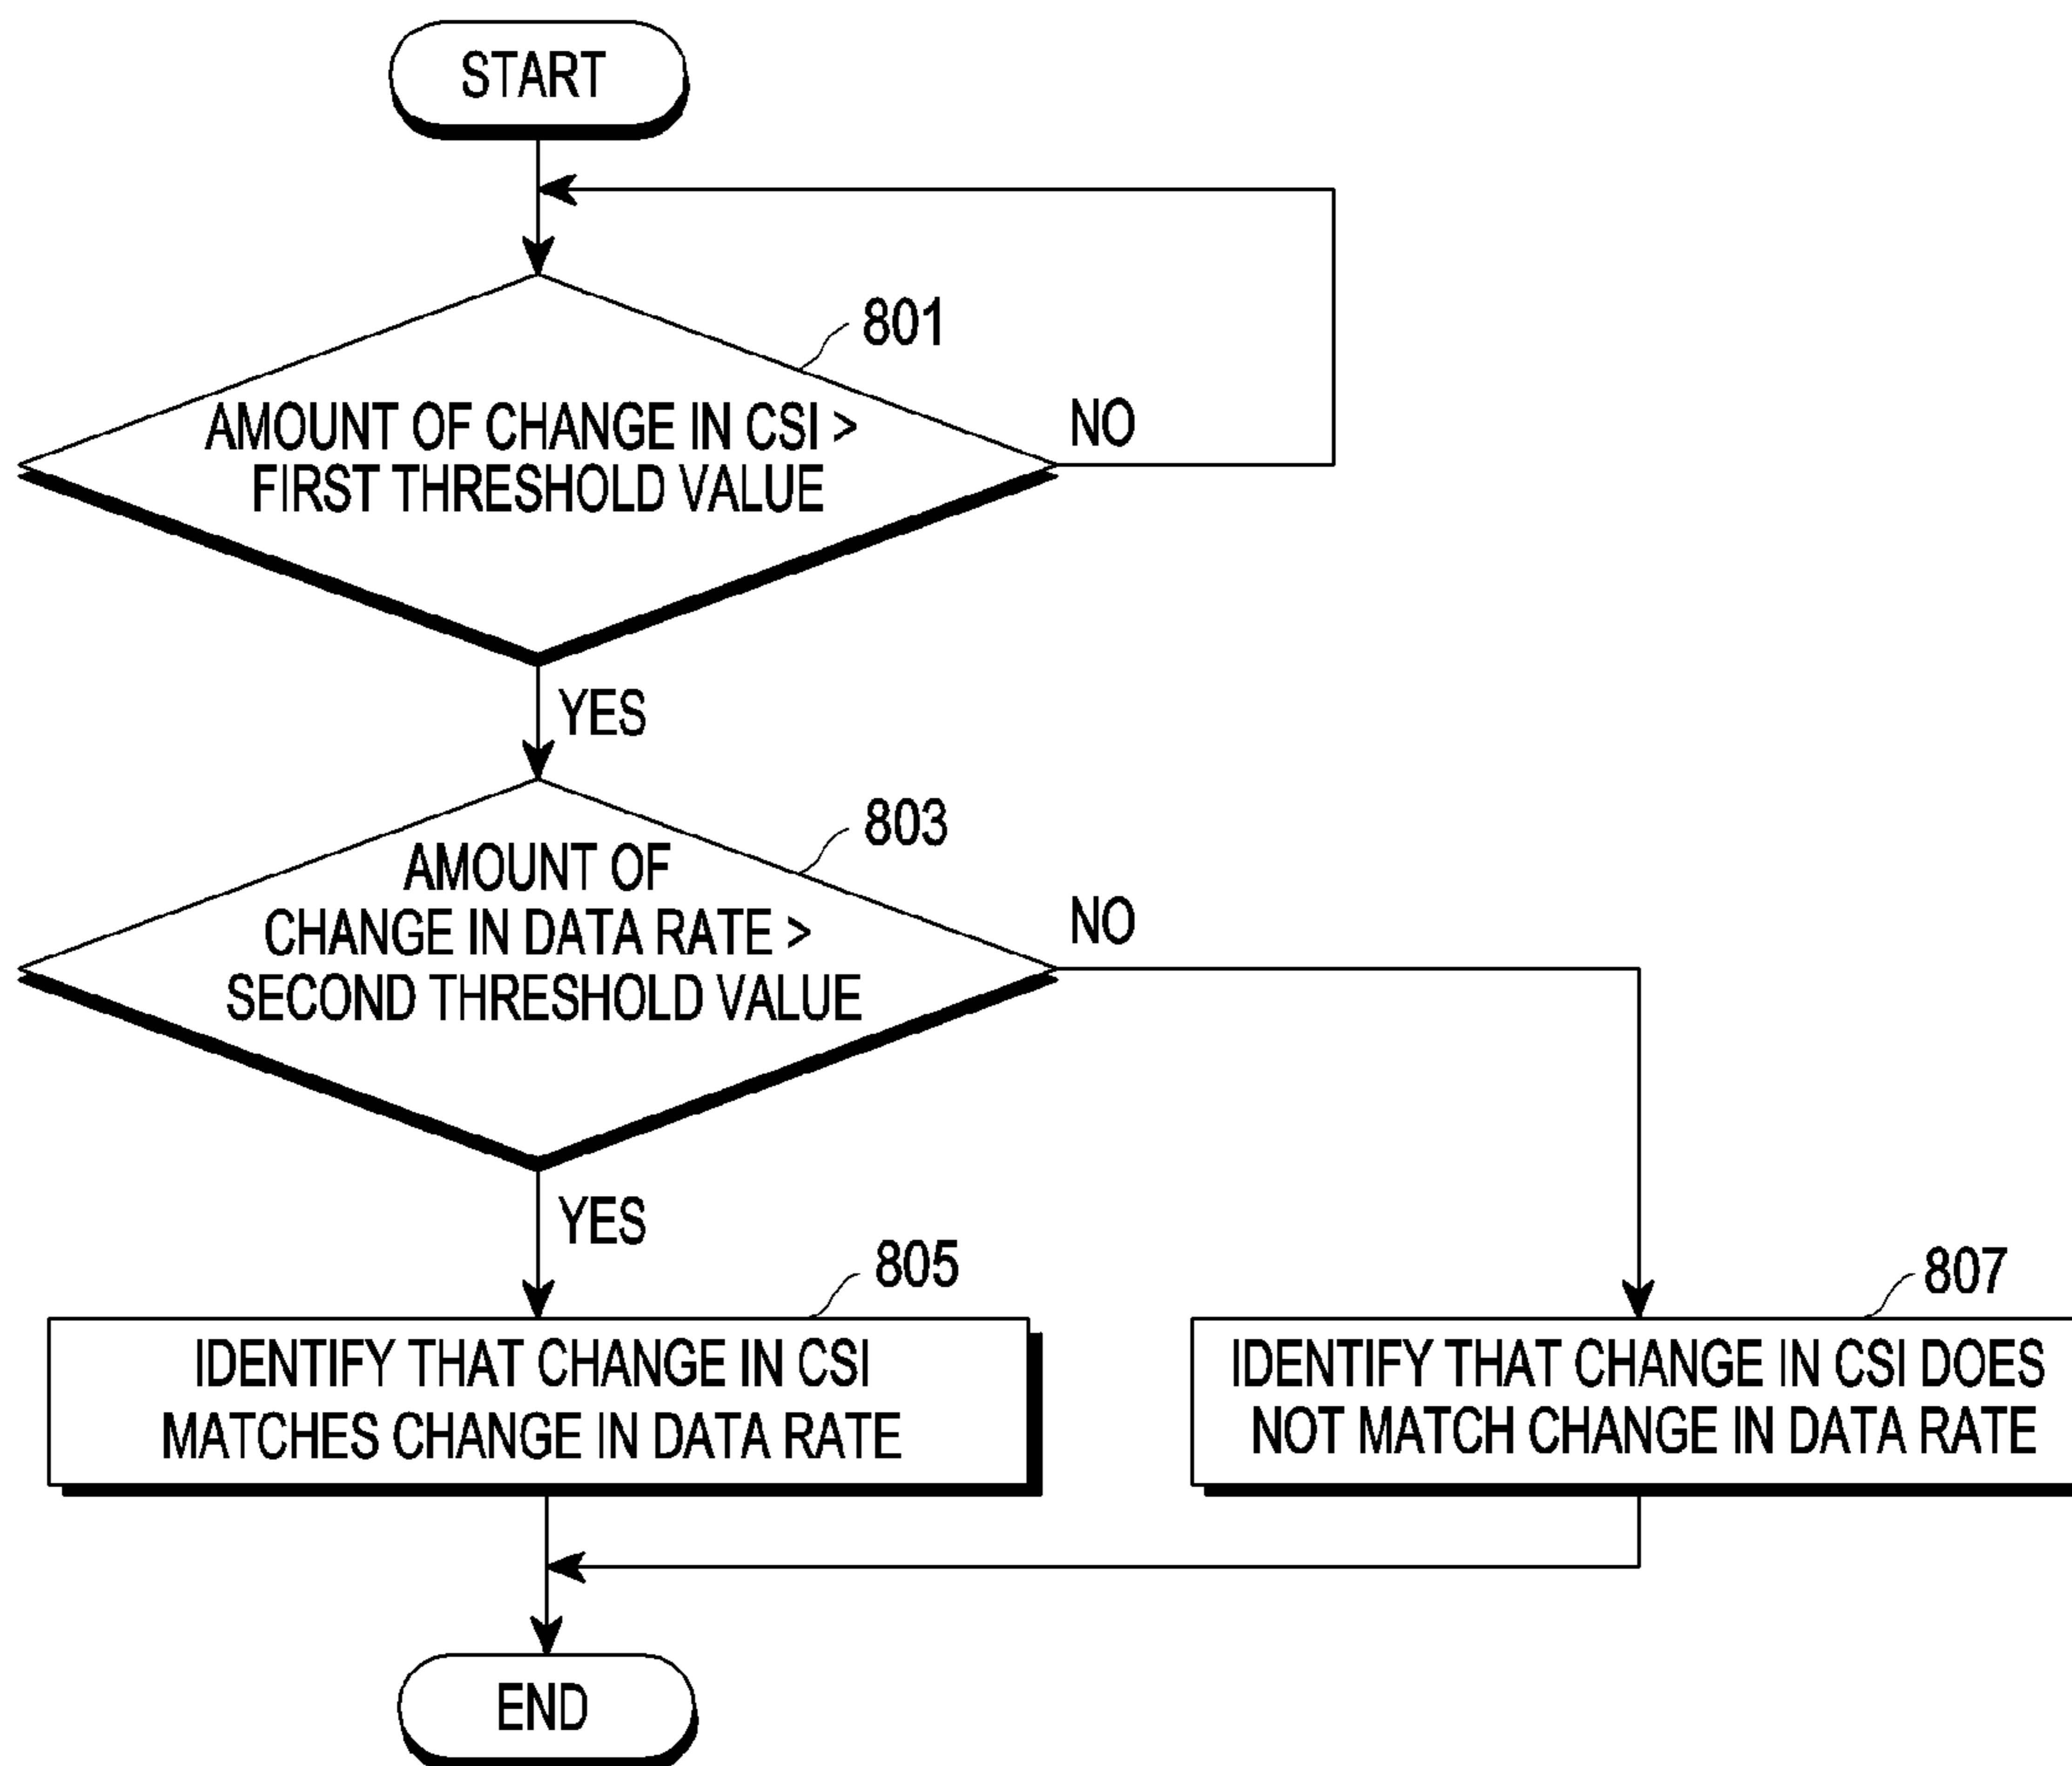 START
801
AMOUNT OF CHANGE IN CSI >
FIRST THRESHOLD VALUE
NO
YES
803
AMOUNT OF
CHANGE IN DATA RATE >
SECOND THRESHOLD VALUE
NO
YES
805
IDENTIFY THAT CHANGE IN CSI
MATCHES CHANGE IN DATA RATE
807
IDENTIFY THAT CHANGE IN CSI DOES
NOT MATCH CHANGE IN DATA RATE
END